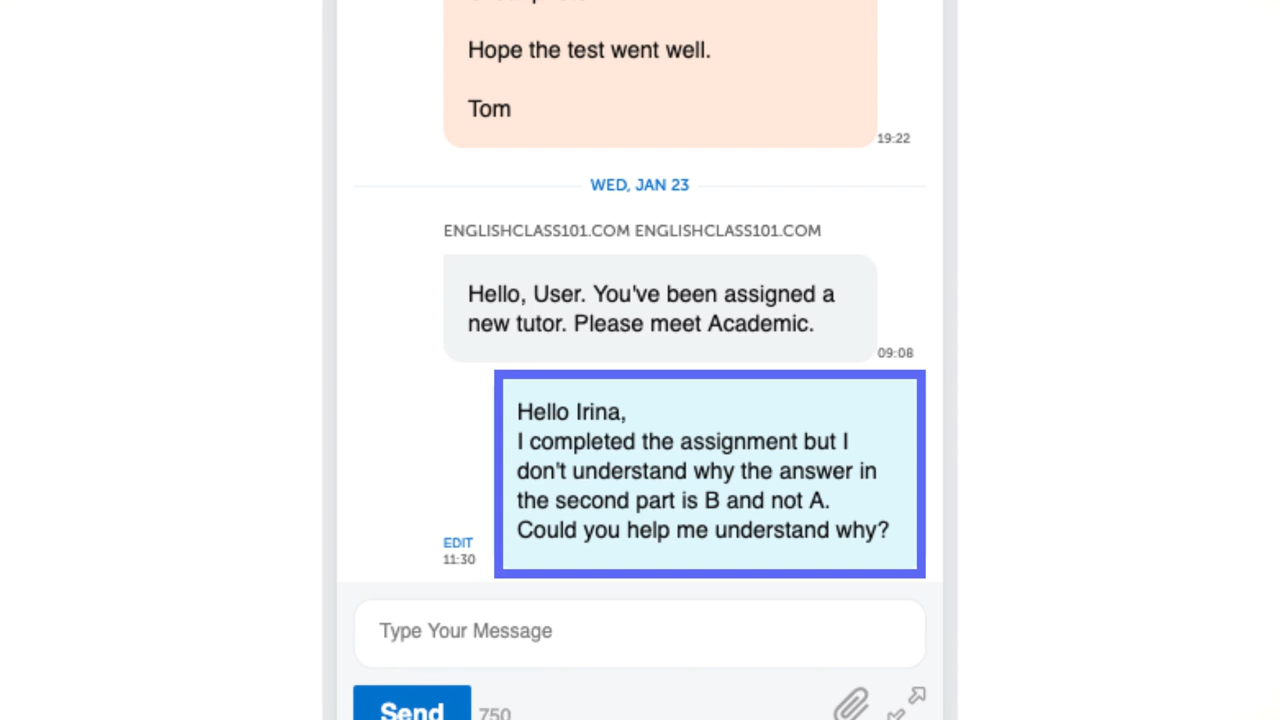 Hope the test went well.
Tom
19:22
WED, JAN 23
ENGLISHCLASS101.COM ENGLISHCLASS101.COM
Hello, User. You've been assigned a
new tutor. Please meet Academic.
09:08
Hello Irina,
I completed the assignment but I
don't understand why the answer in
the second part is B and not A.
Could you help me understand why?
EDIT
11:30
Type Your Message
Send
750